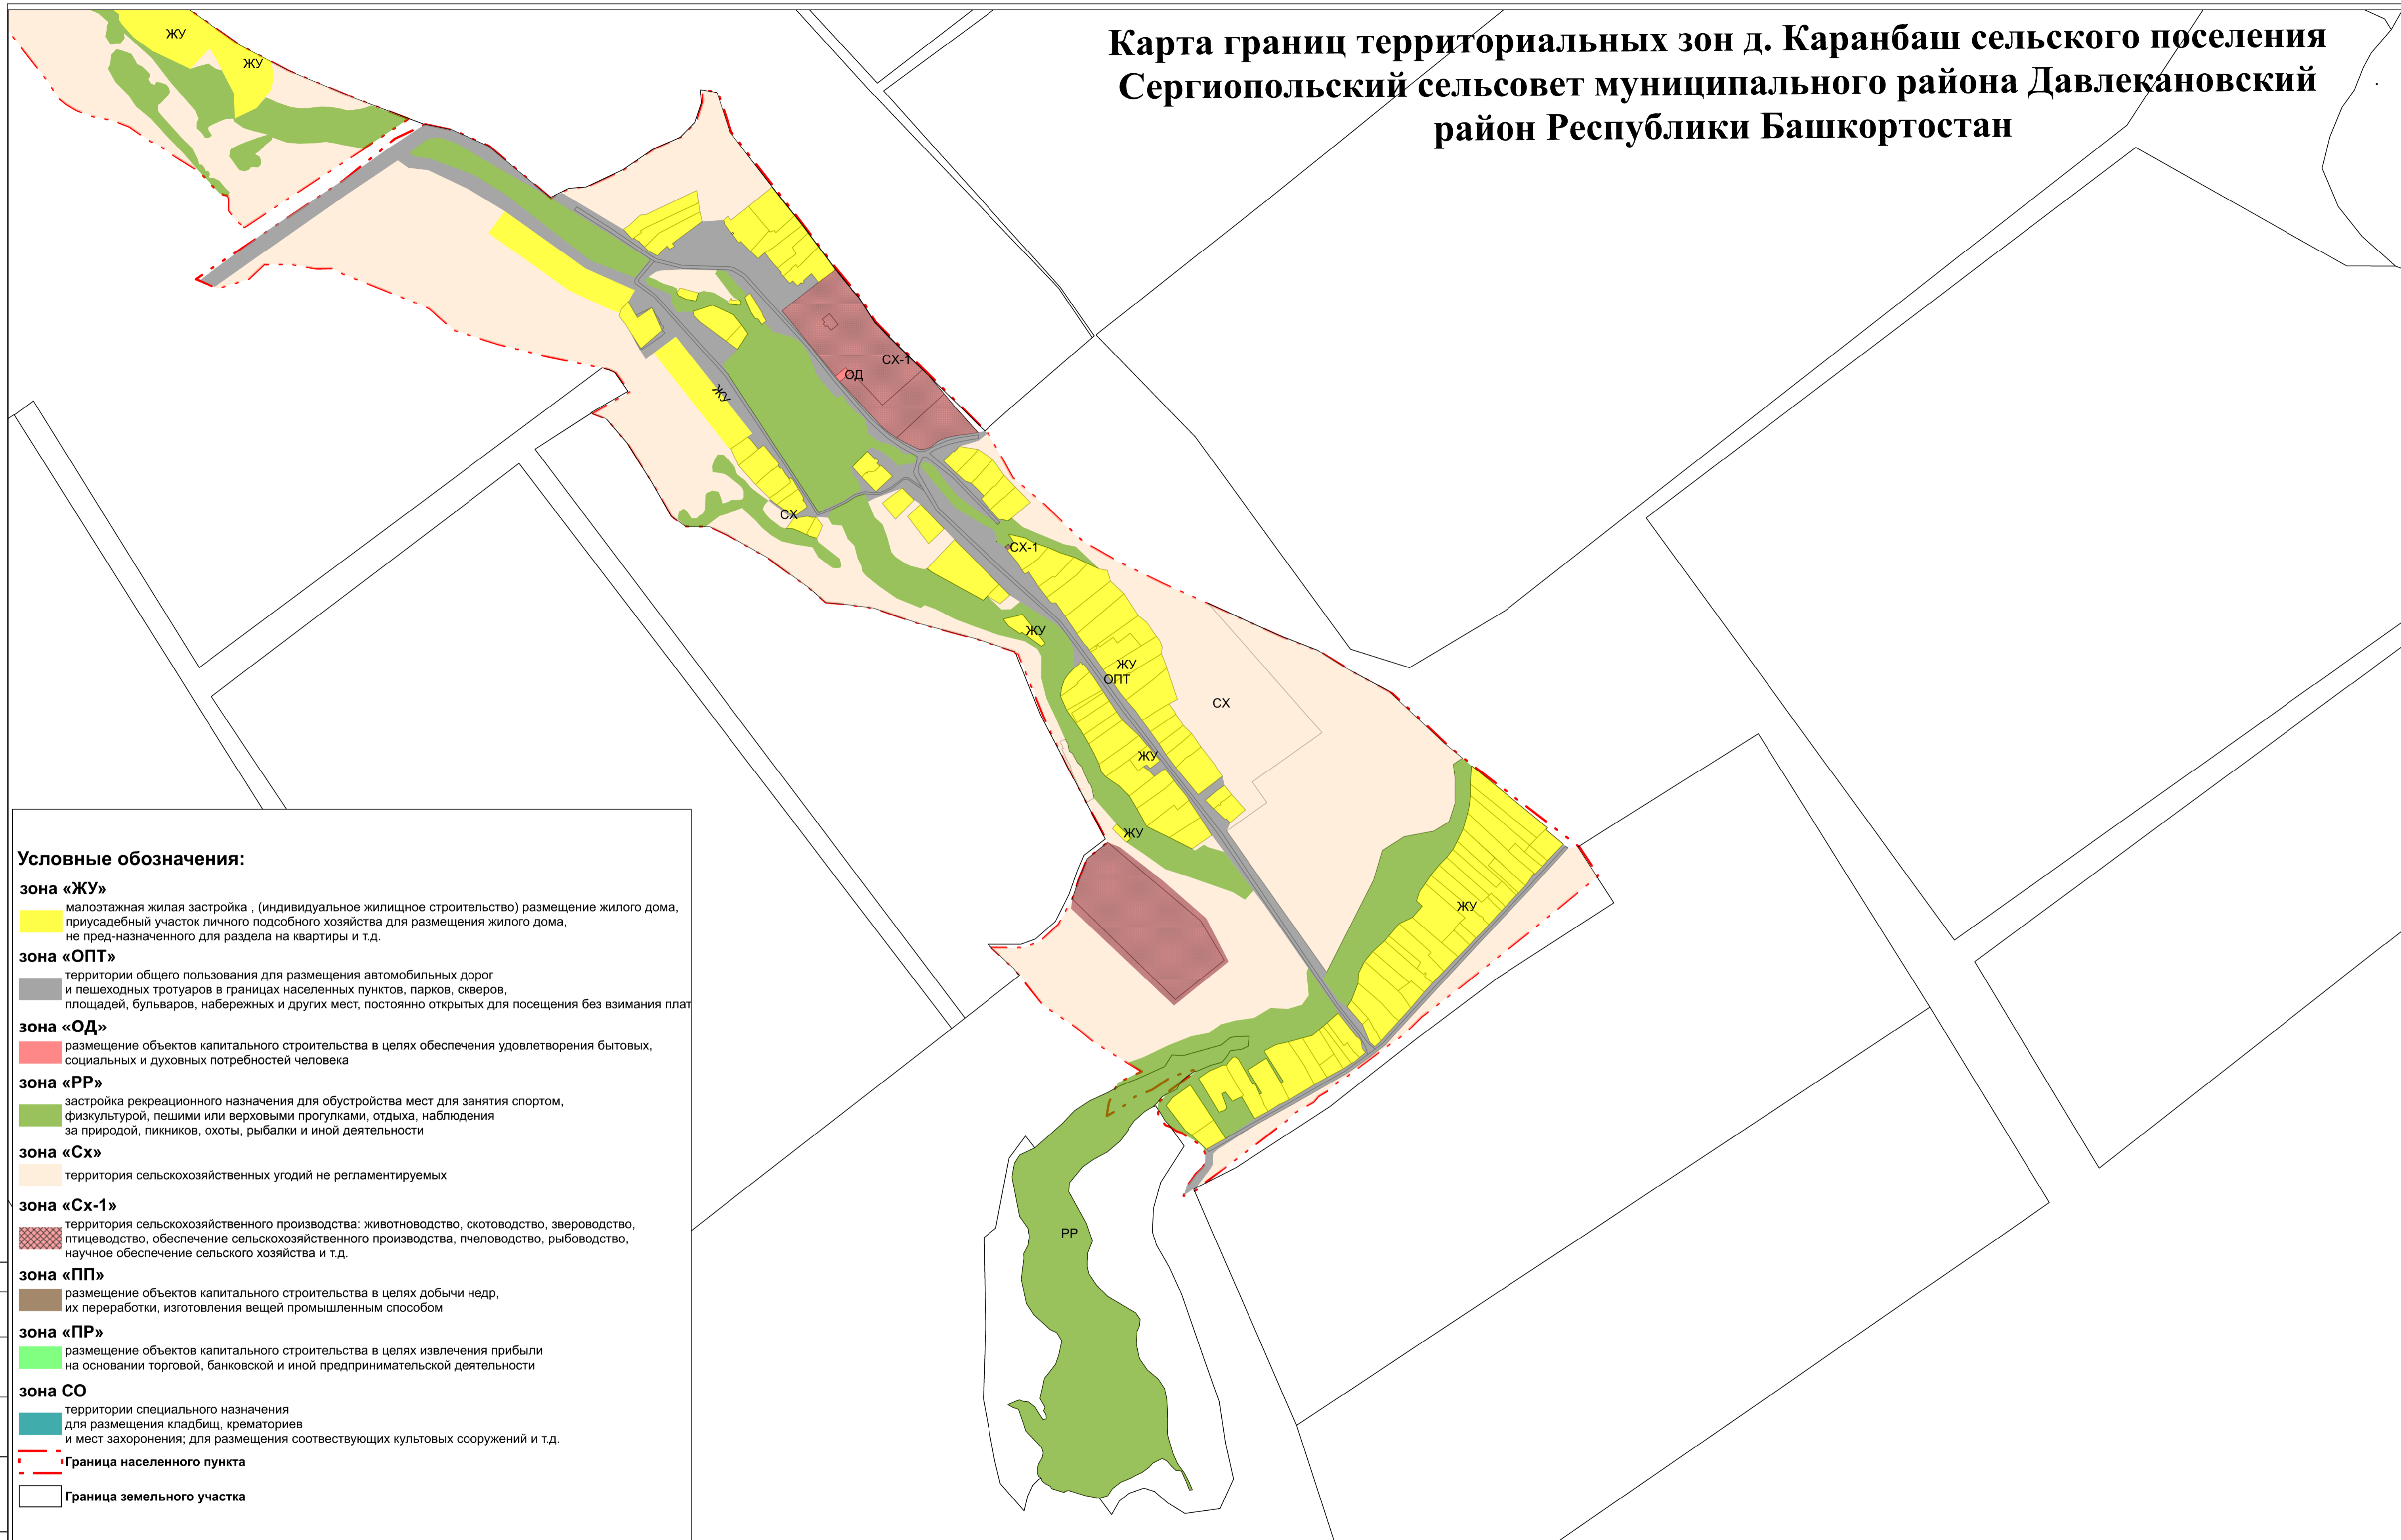 Карта границ территориальных зон д. Каранбаш сельского поселения
Сергиопольский сельсовет муниципального района Давлекановский
район Республики Башкортостан
ЖУ
ЖУ
СХ-1
ОД
ЖУ
СХ
СХ-1
ЖУ
ЖУ
ОПТ
СХ
ЖУ
ЖУ
ЖУ
РР
Условные обозначения:
зона «ЖУ»
малоэтажная жилая застройка , (индивидуальное жилищное строительство) размещение жилого дома,
приусадебный участок личного подсобного хозяйства для размещения жилого дома,
не пред-назначенного для раздела на квартиры и т.д.
зона «ОПТ»
территории общего пользования для размещения автомобильных дорог
и пешеходных тротуаров в границах населенных пунктов, парков, скверов,
площадей, бульваров, набережных и других мест, постоянно открытых для посещения без взимания плат
зона «ОД»
размещение объектов капитального строительства в целях обеспечения удовлетворения бытовых,
социальных и духовных потребностей человека
зона «РР»
застройка рекреационного назначения для обустройства мест для занятия спортом,
физкультурой, пешими или верховыми прогулками, отдыха, наблюдения
за природой, пикников, охоты, рыбалки и иной деятельности
зона «Сх»
территория сельскохозяйственных угодий не регламентируемых
зона «Сх-1»
территория сельскохозяйственного производства: животноводство, скотоводство, звероводство,
птицеводство, обеспечение сельскохозяйственного производства, пчеловодство, рыбоводство,
научное обеспечение сельского хозяйства и т.д.
зона «ПП»
размещение объектов капитального строительства в целях добычи недр,
их переработки, изготовления вещей промышленным способом
зона «ПР»
размещение объектов капитального строительства в целях извлечения прибыли
на основании торговой, банковской и иной предпринимательской деятельности
зона СО
территории специального назначения
для размещения кладбищ, крематориев
и мест захоронения; для размещения соотвествующих культовых ссоружений и т.д.
Граница населенного пункта
Граница земельного участка